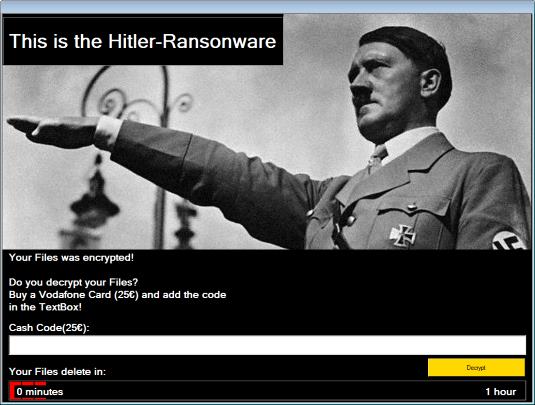 This is the Hitler-Ransonware
Your Files was encrypted!
Do you decrypt your Files?
Buy a Vodafone Card (25€) and add the code
in the TextBox!
Cash Code(25€):
Decrypt
Your Files delete in:
0 minutes 1 hour